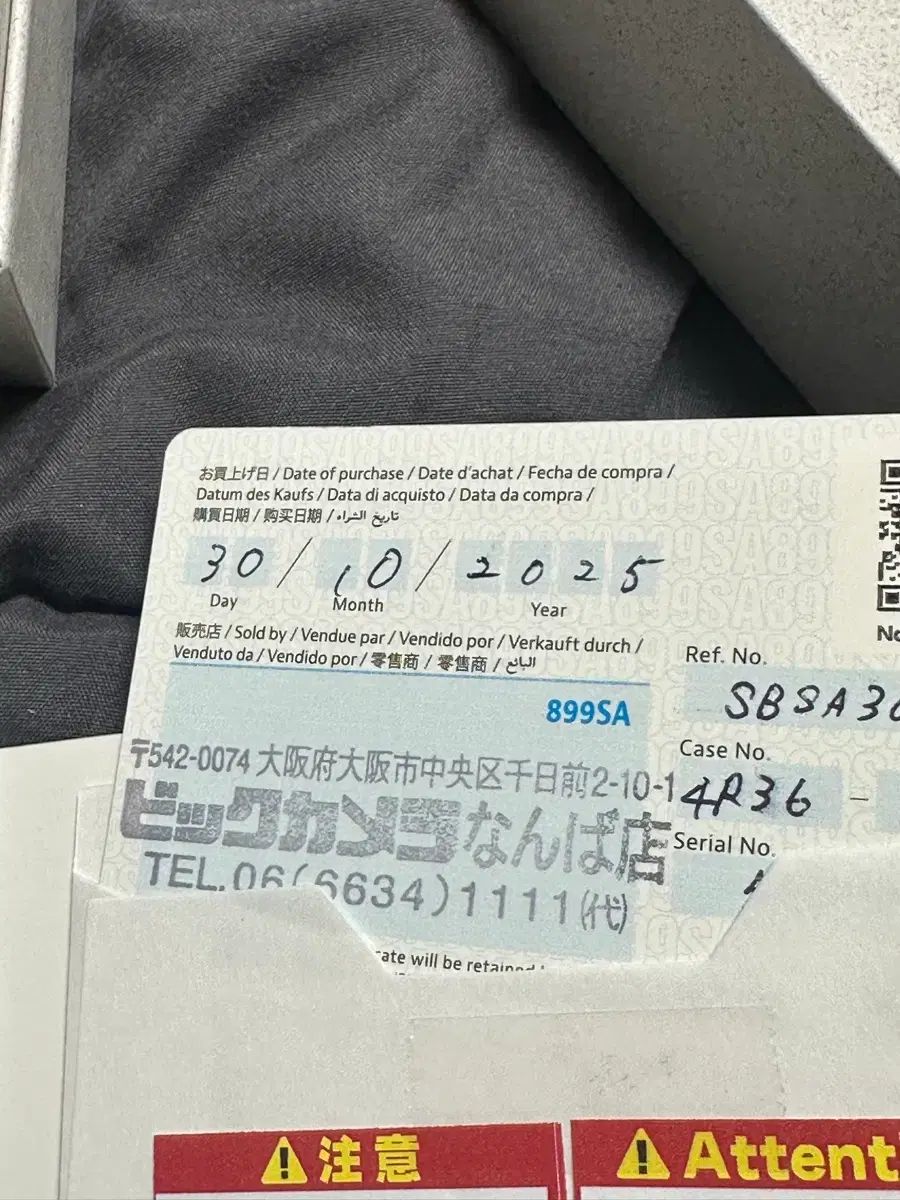 お買上げ日 / Date of purchase / Date d'achat / Fecha de compra /
Datum des Kaufs / Data di acquisto / Data da compra /
購買日期 / 购买日期 / تاريخ الشراء
30 / 10 / 2025
Day Month Year
販売店 / Sold by / Vendue par / Vendido por / Verkauft durch /
Venduto da / Vendido por / 零售商 / 零售商 / البائع
899SA
〒542-0074 大阪府大阪市中央区千日前2-10-1
ビックカメラなんば店
TEL.06(6634)1111(代)
will be
No
Ref. No.
SBSA30
Case No.
4R36 -
Serial No.
注意
Attent